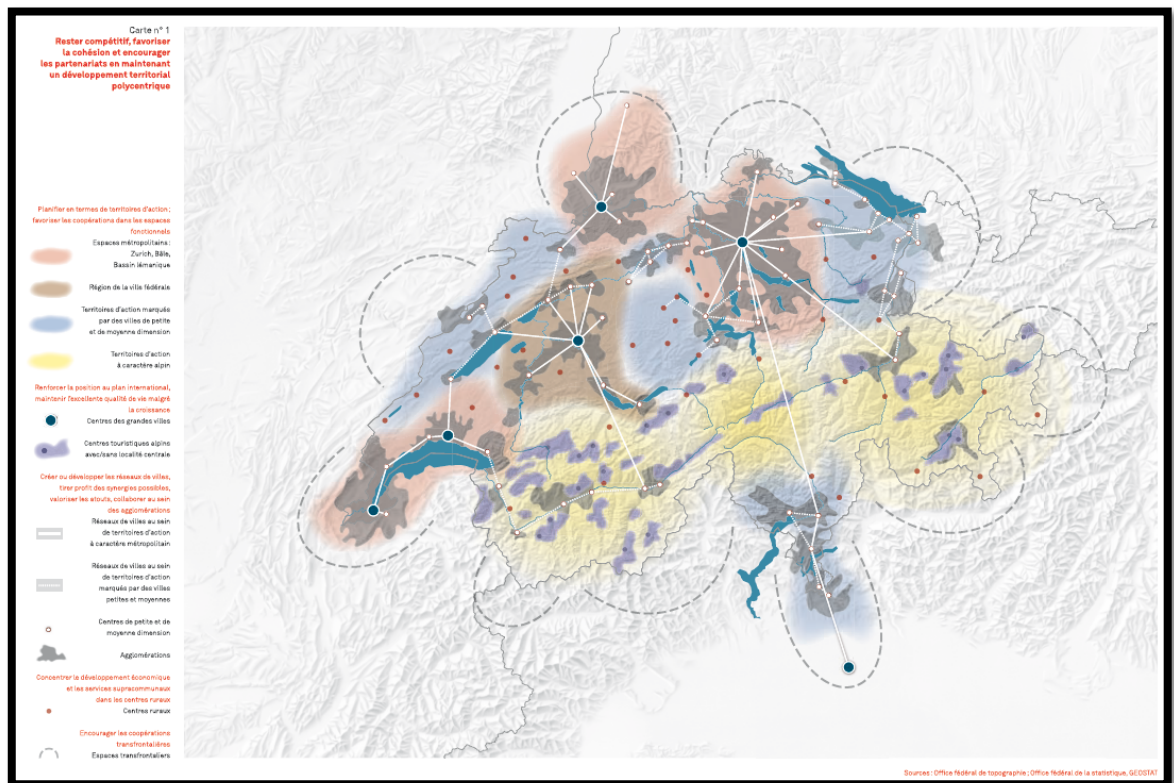 Carte n° 1
Rester compétitif, favoriser
la cohésion et encourager
les partenariats en maintenant
un développement territorial
polycentrique
Planifier en termes de territoires d'action ;
favoriser les coopérations dans les espaces
fonctionnels
Espaces métropolitains :
Zurich, Bâle,
Bassin lémanique
Région de la ville fédérale
Territoires d'action marqués
par des villes de petite
et de moyenne dimension
Territoires d'action
à caractère alpin
Renforcer la position au plan international,
maintenir l'excellente qualité de vie malgré
la croissance
Centres des grandes villes
Centres touristiques alpins
avec/sans localité centrale
Créer ou développer les réseaux de villes,
tirer profit des synergies possibles,
valoriser les atouts, collaborer au sein
des agglomérations
Réseaux de villes au sein
de territoires d'action
à caractère métropolitain
Réseaux de villes au sein
de territoires d'action
marqués par des villes
petites et moyennes
Centres de petite et de
moyenne dimension
Agglomérations
Concentrer le développement économique
et les services supracommunaux
dans les centres ruraux
Centres ruraux
Encourager les coopérations
transfrontalières
Espaces transfrontaliers
Sources : Office fédéral de topographie ; Office fédéral de la statistique, GEOSTAT